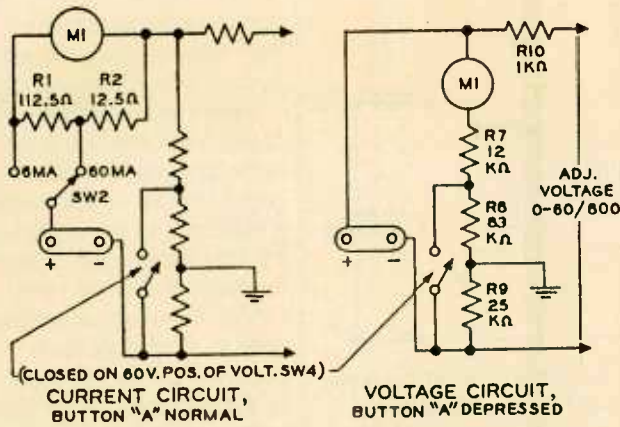 M1
R1
112.5Ω
R2
12.5Ω
6MA
60MA
SW2
+ -
(CLOSED ON 60V. POS. OF VOLT. SW4)
CURRENT CIRCUIT,
BUTTON "A" NORMAL
R10
1KΩ
M1
R7
12
KΩ
R8
83
KΩ
R9
25
KΩ
+ -
ADJ.
VOLTAGE
0-60/600
VOLTAGE CIRCUIT,
BUTTON "A" DEPRESSED